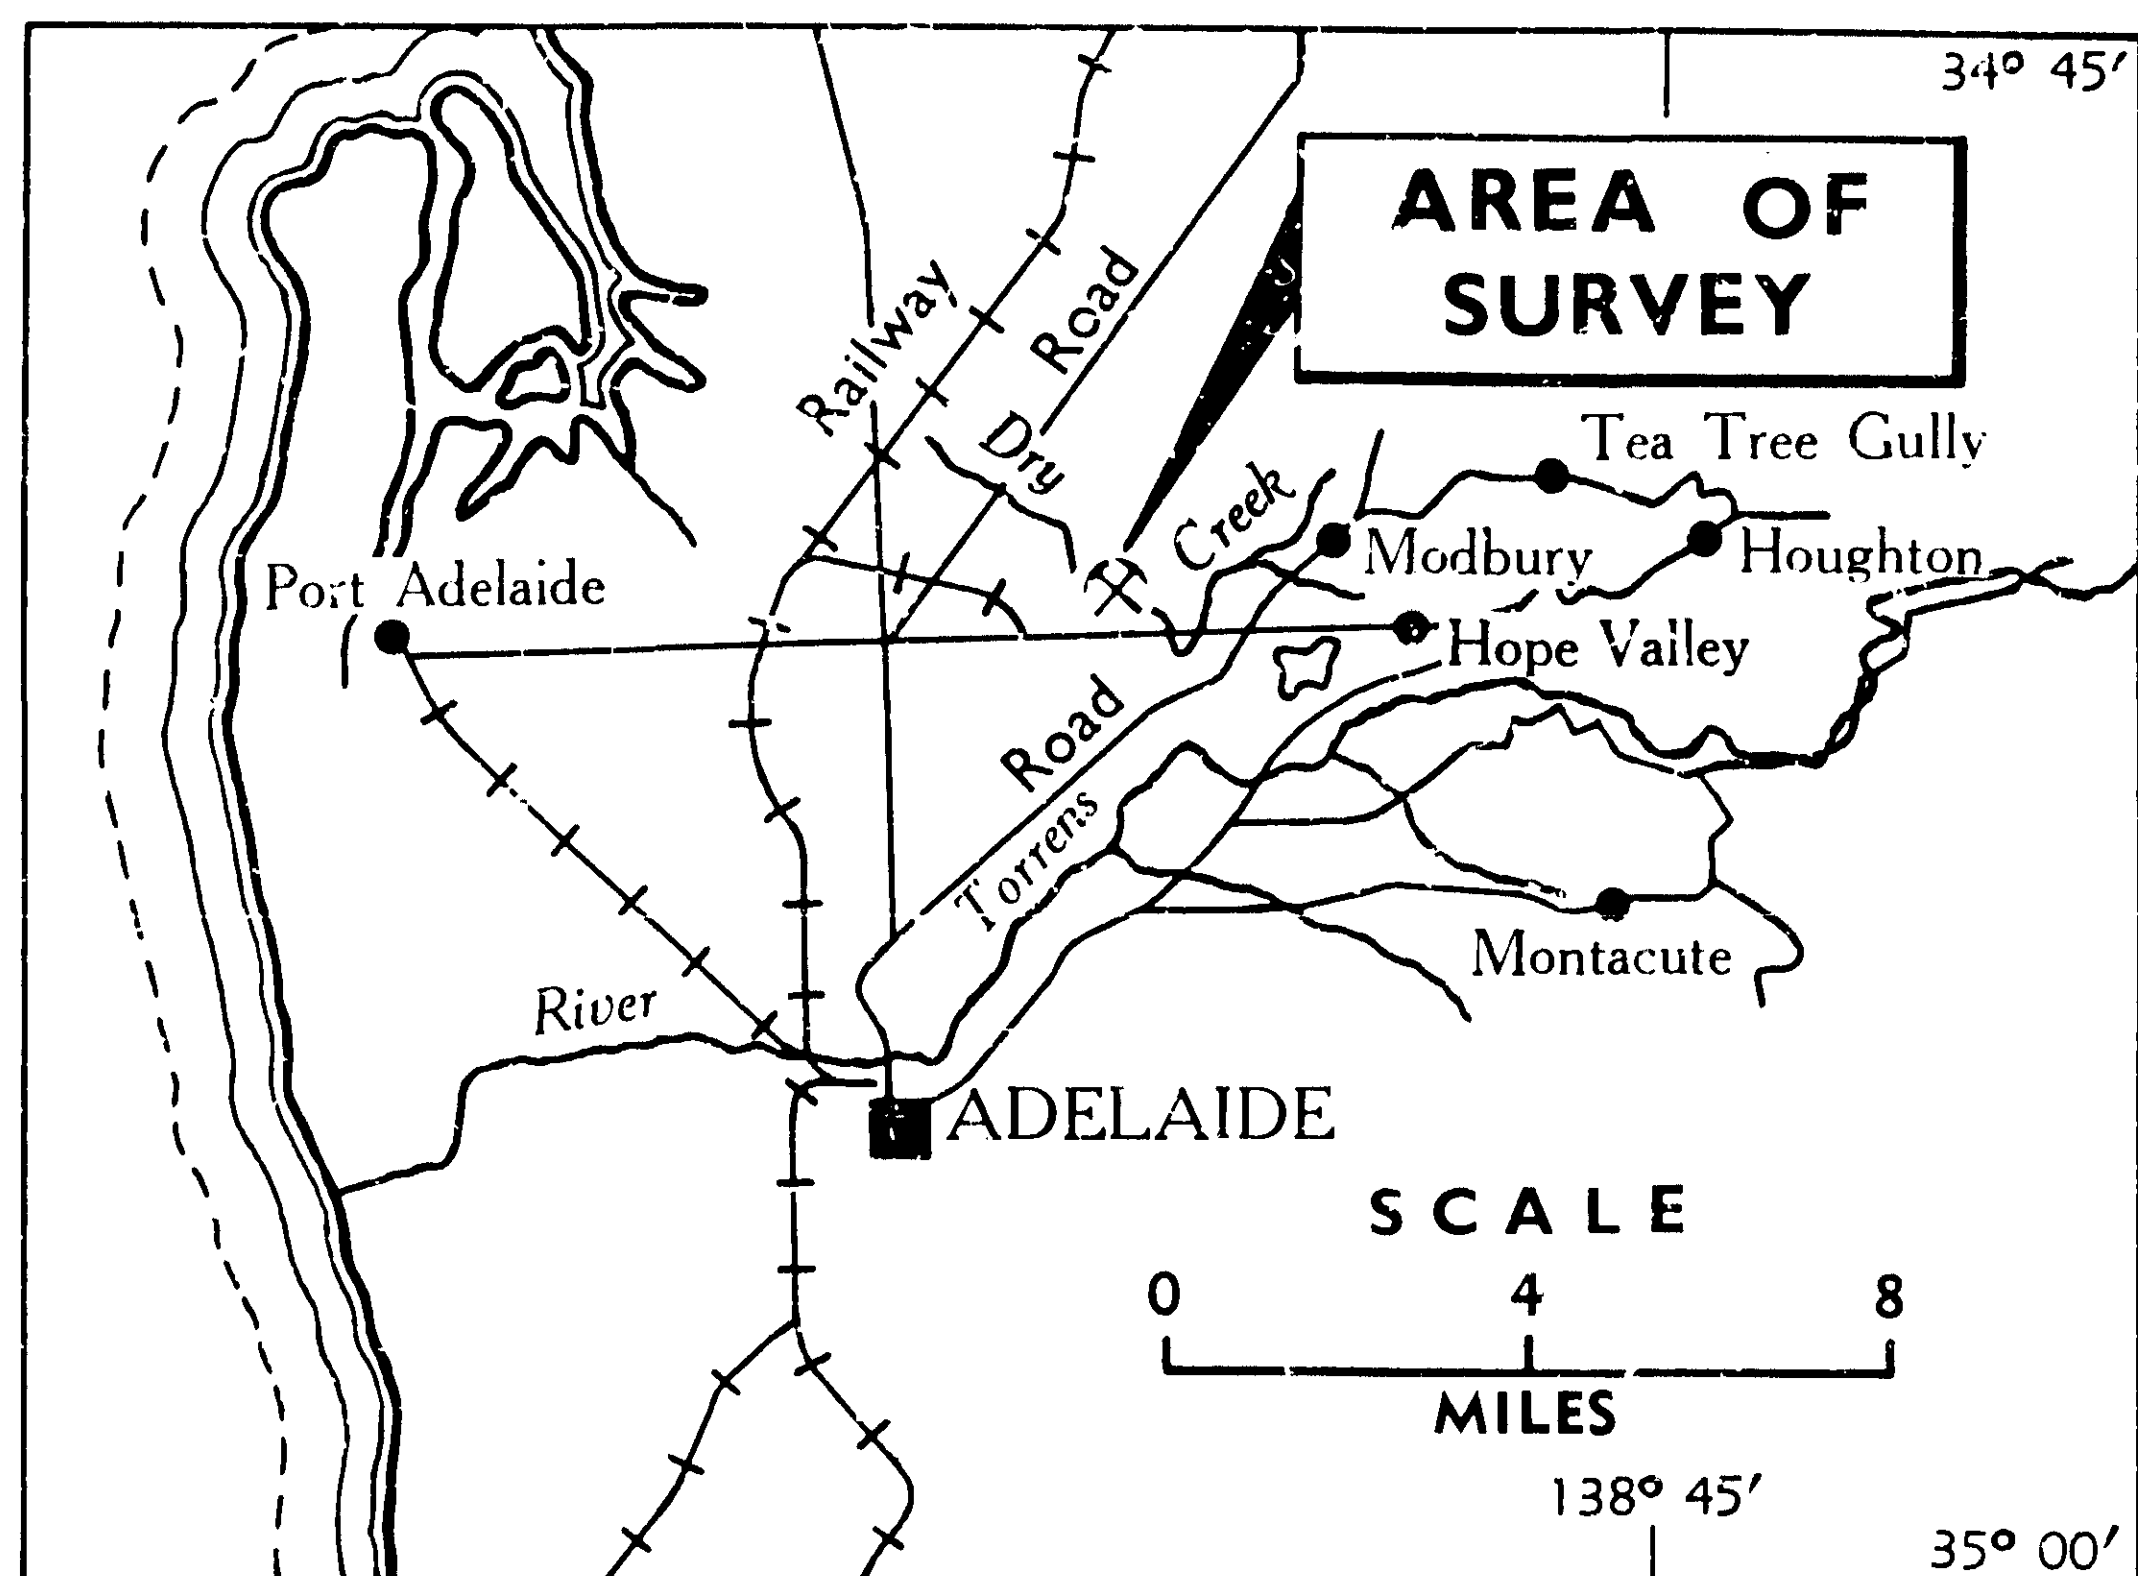 34° 45′
AREA OF
SURVEY
Railway
Road
Dry
Creek
Tea Tree Gully
Modbury
Houghton
Port Adelaide
Hope Valley
Road
Torrens
Montacute
River
ADELAIDE
SCALE
0 4 8
MILES
138° 45′
35° 00′